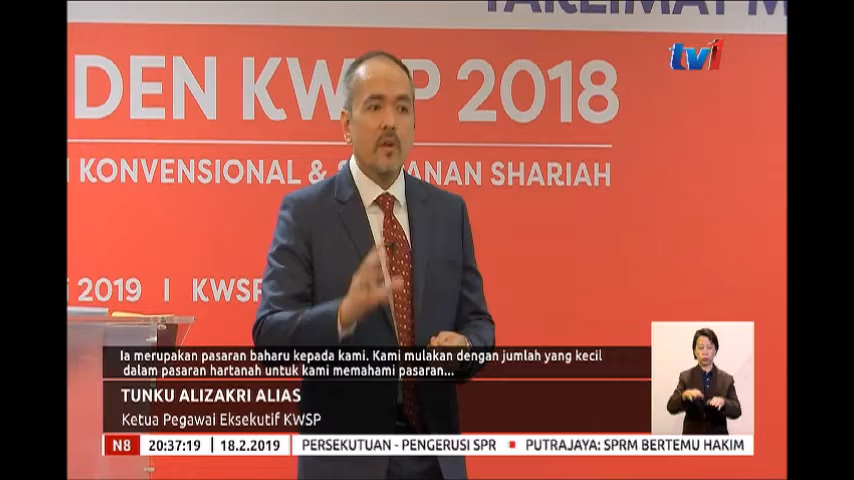 TAKLIMAT M
tv1
DEN KWSP 2018
KONVENSIONAL & SHARIAH
2019 I KWSP
Ia merupakan pasaran baharu kepada kami. Kami mulakan dengan jumlah yang kecil
dalam pasaran hartanah untuk kami memahami pasaran...
TUNKU ALIZAKRI ALIAS
Ketua Pegawai Eksekutif KWSP
N8 20:37:19 18.2.2019 PERSEKUTUAN - PENGERUSI SPR ▪ PUTRAJAYA: SPRM BERTEMU HAKIM